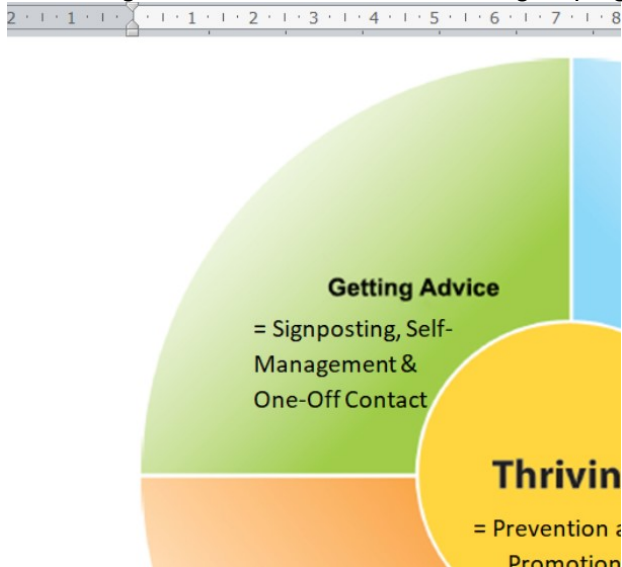 2 1 1 2 3 4 5 6 7 8
Getting Advice
= Signposting, Self-
Management &
One-Off Contact
Thrivin
= Prevention a
Promotion